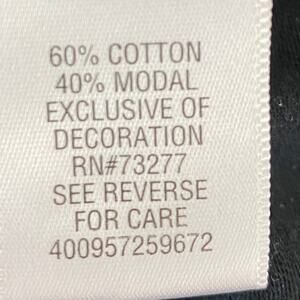 60% COTTON
40% MODAL
EXCLUSIVE OF
DECORATION
RN#73277
SEE REVERSE
FOR CARE
400957259672